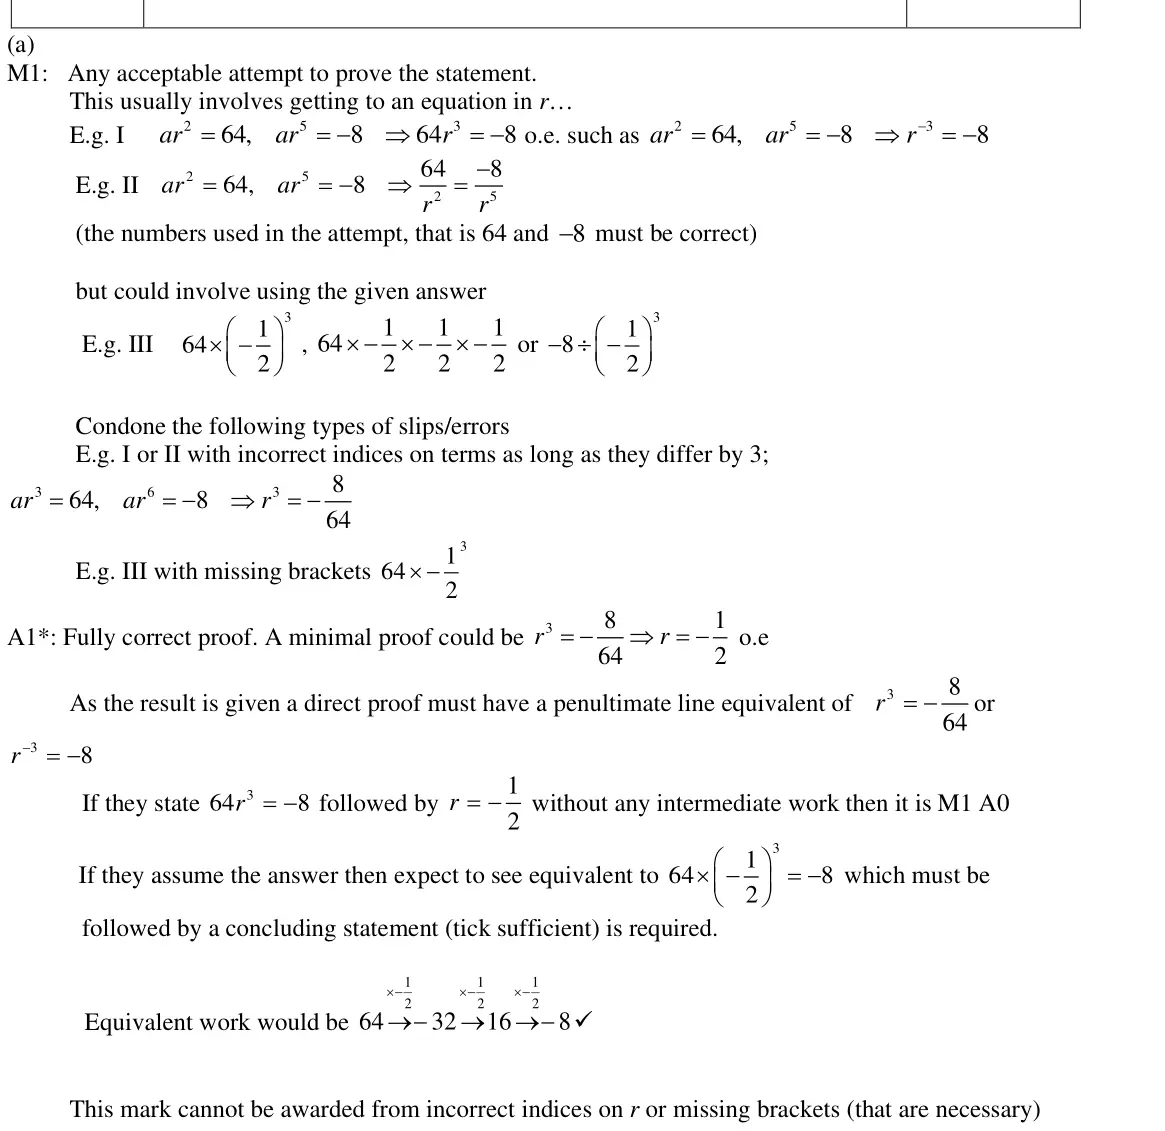 (a)
M1: Any acceptable attempt to prove the statement.
This usually involves getting to an equation in r…
E.g. I ar² = 64, ar⁵ = −8 ⇒ 64r³ = −8 o.e. such as ar² = 64, ar⁵ = −8 ⇒ r⁻³ = −8
E.g. II ar² = 64, ar⁵ = −8 ⇒ 64/r² = −8/r⁵
(the numbers used in the attempt, that is 64 and −8 must be correct)
but could involve using the given answer
E.g. III 64×(−1/2)³ , 64×−1/2×−1/2×−1/2 or −8÷(−1/2)³
Condone the following types of slips/errors
E.g. I or II with incorrect indices on terms as long as they differ by 3;
ar³ = 64, ar⁶ = −8 ⇒ r³ = −8/64
E.g. III with missing brackets 64×−1³/2
A1*: Fully correct proof. A minimal proof could be r³ = −8/64 ⇒ r = −1/2 o.e
As the result is given a direct proof must have a penultimate line equivalent of r³ = −8/64 or
r⁻³ = −8
If they state 64r³ = −8 followed by r = −1/2 without any intermediate work then it is M1 A0
If they assume the answer then expect to see equivalent to 64×(−1/2)³ = −8 which must be
followed by a concluding statement (tick sufficient) is required.
×−1/2 ×−1/2 ×−1/2
Equivalent work would be 64 →− 32 →16 →− 8 ✓
This mark cannot be awarded from incorrect indices on r or missing brackets (that are necessary)